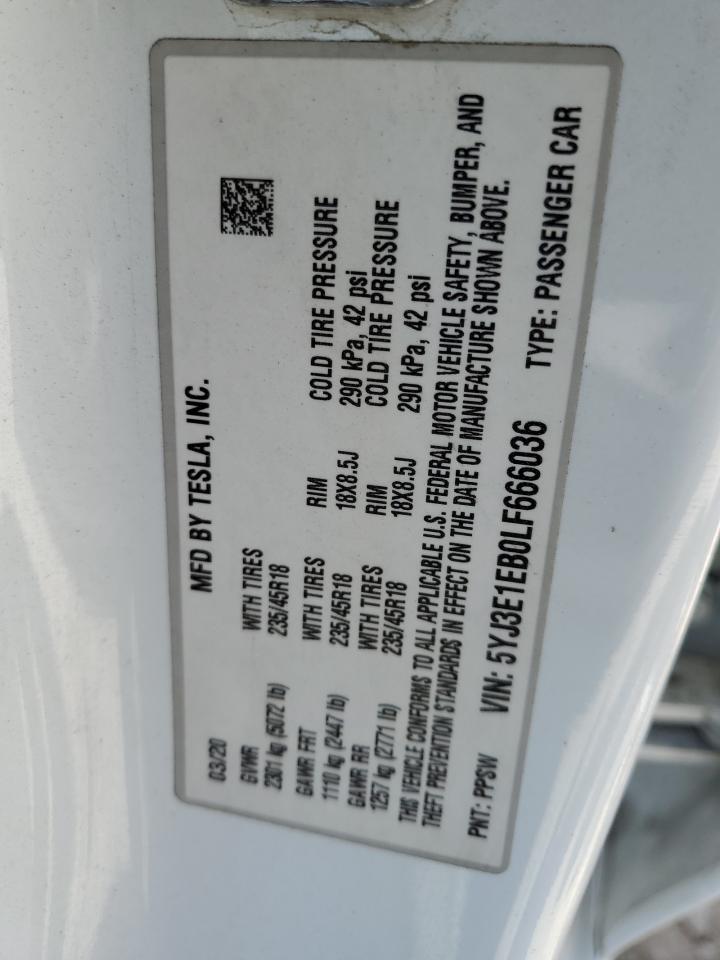 MFD BY TESLA, INC.
03/20
GVWR WITH TIRES
2301 kg (5072 lb) 235/45R18
GAWR FRT WITH TIRES RIM COLD TIRE PRESSURE
1110 kg (2447 lb) 235/45R18 18X8.5J 290 kPa, 42 psi
GAWR RR WITH TIRES RIM COLD TIRE PRESSURE
1257 kg (2771 lb) 235/45R18 18X8.5J 290 kPa, 42 psi
THIS VEHICLE CONFORMS TO ALL APPLICABLE U.S. FEDERAL MOTOR VEHICLE SAFETY, BUMPER, AND
THEFT PREVENTION STANDARDS IN EFFECT ON THE DATE OF MANUFACTURE SHOWN ABOVE.
PNT: PPSW VIN: 5YJ3E1EB0LF666036 TYPE: PASSENGER CAR